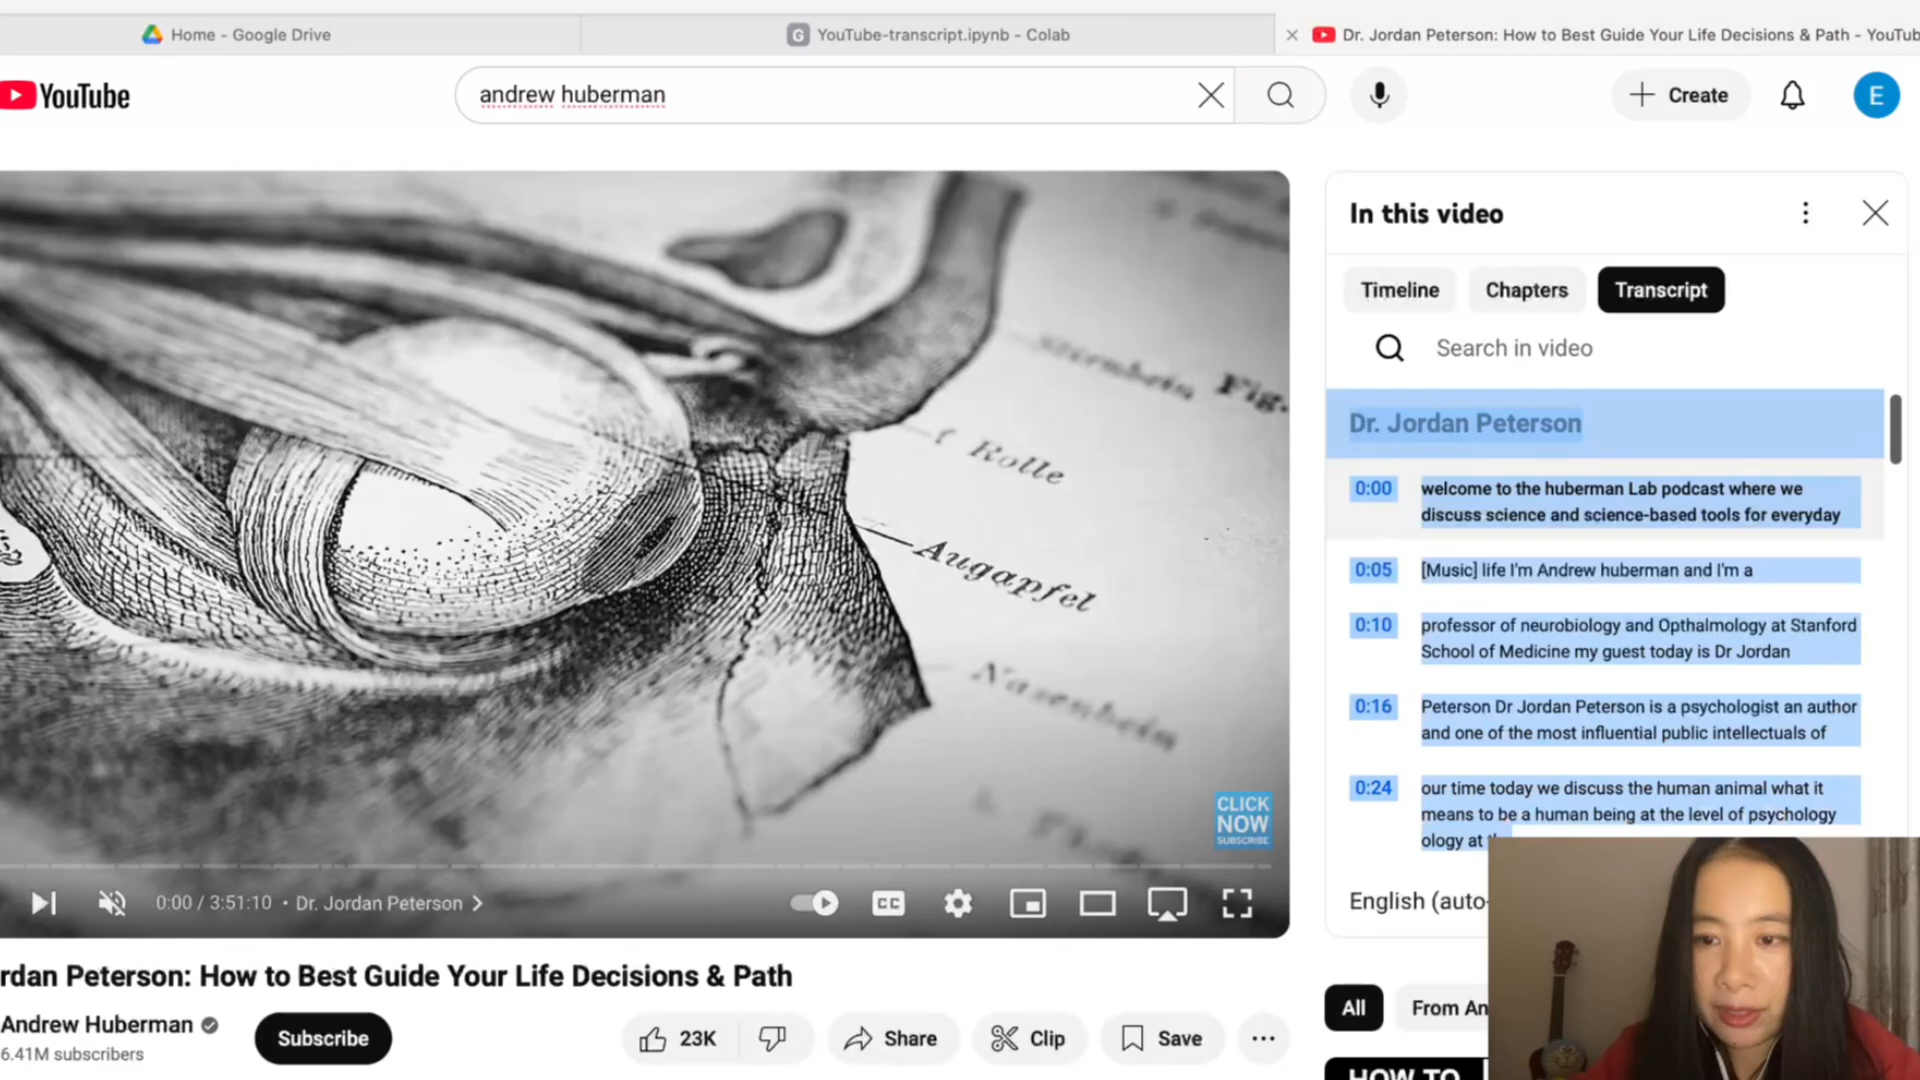 Home - Google Drive
G YouTube-transcript.ipynb - Colab
Dr. Jordan Peterson: How to Best Guide Your Life Decisions & Path - YouTub
YouTube
andrew huberman
Create
E
Rolle
Fig.
Augapfel
Nasenbein
CLICK
NOW
SUBSCRIBE
0:00 / 3:51:10 • Dr. Jordan Peterson
CC
rdan Peterson: How to Best Guide Your Life Decisions & Path
Andrew Huberman
6.41M subscribers
Subscribe
23K
Share
Clip
Save
In this video
Timeline
Chapters
Transcript
Search in video
Dr. Jordan Peterson
0:00 welcome to the huberman Lab podcast where we
discuss science and science-based tools for everyday
0:05 [Music] life I'm Andrew huberman and I'm a
0:10 professor of neurobiology and Opthalmology at Stanford
School of Medicine my guest today is Dr Jordan
0:16 Peterson Dr Jordan Peterson is a psychologist an author
and one of the most influential public intellectuals of
0:24 our time today we discuss the human animal what it
means to be a human being at the level of psychology
ology at
English (auto-
All
From An
HOW TO